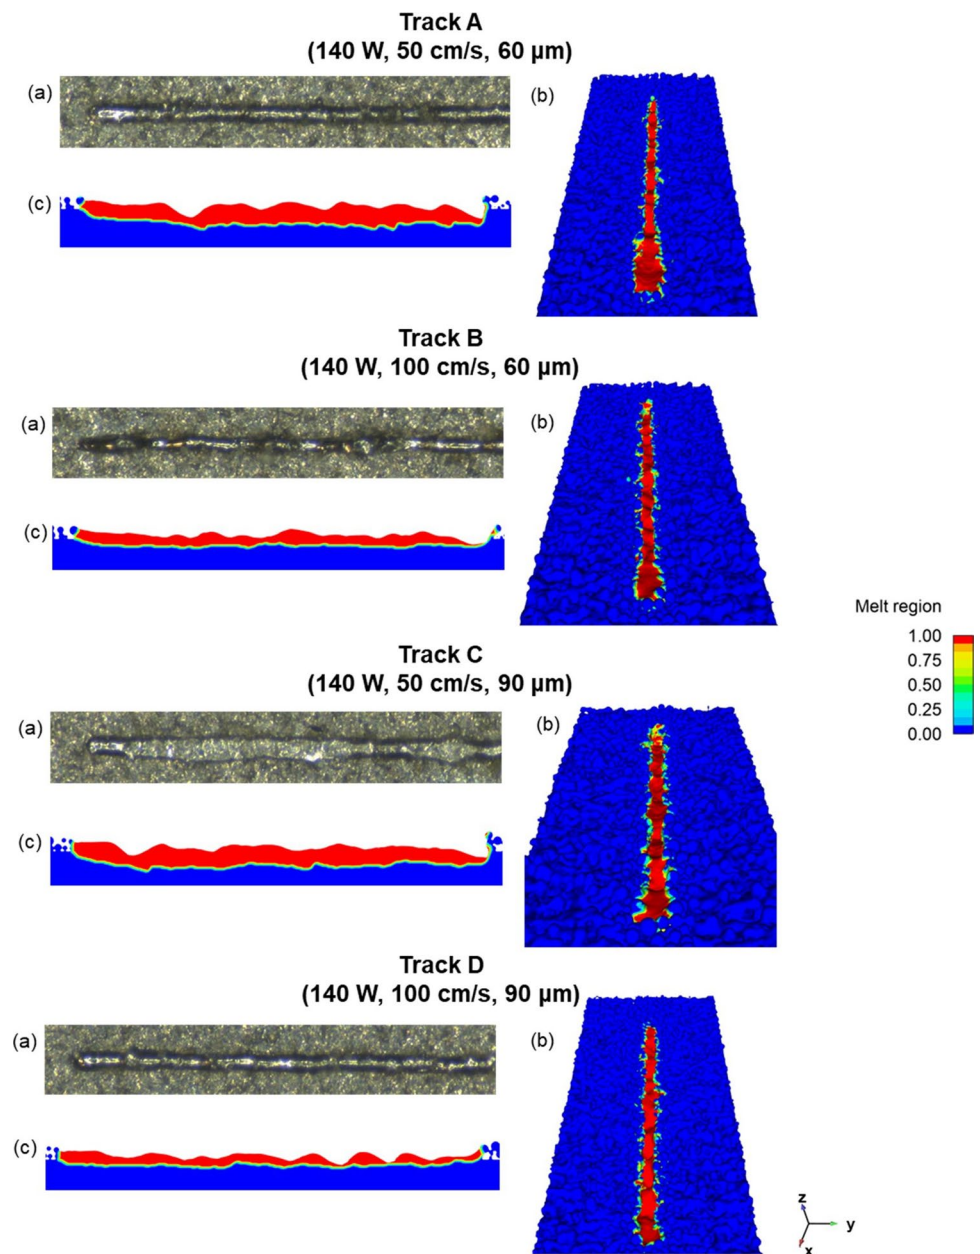 Track A
(140 W, 50 cm/s, 60 µm)
(a)
(b)
(c)
Track B
(140 W, 100 cm/s, 60 µm)
(a)
(b)
(c)
Melt region
1.00
0.75
0.50
0.25
0.00
Track C
(140 W, 50 cm/s, 90 µm)
(a)
(b)
(c)
Track D
(140 W, 100 cm/s, 90 µm)
(a)
(b)
(c)
z
y
x